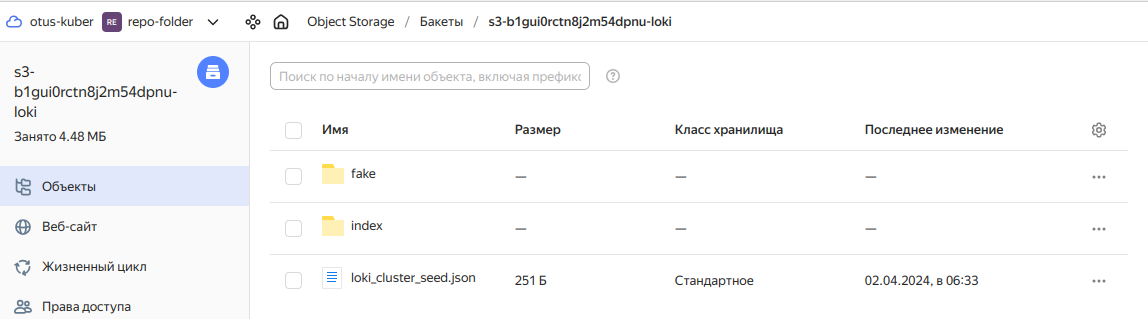 otus-kuber RE repo-folder Object Storage / Бакеты / s3-b1gui0rctn8j2m54dpnu-loki
s3-
b1gui0rctn8j2m54dpnu-
loki
Занято 4.48 МБ
Объекты
Веб-сайт
Жизненный цикл
Права доступа
Поиск по началу имени объекта, включая префикс
Имя Размер Класс хранилища Последнее изменение
fake — — —
index — — —
loki_cluster_seed.json 251 Б Стандартное 02.04.2024, в 06:33